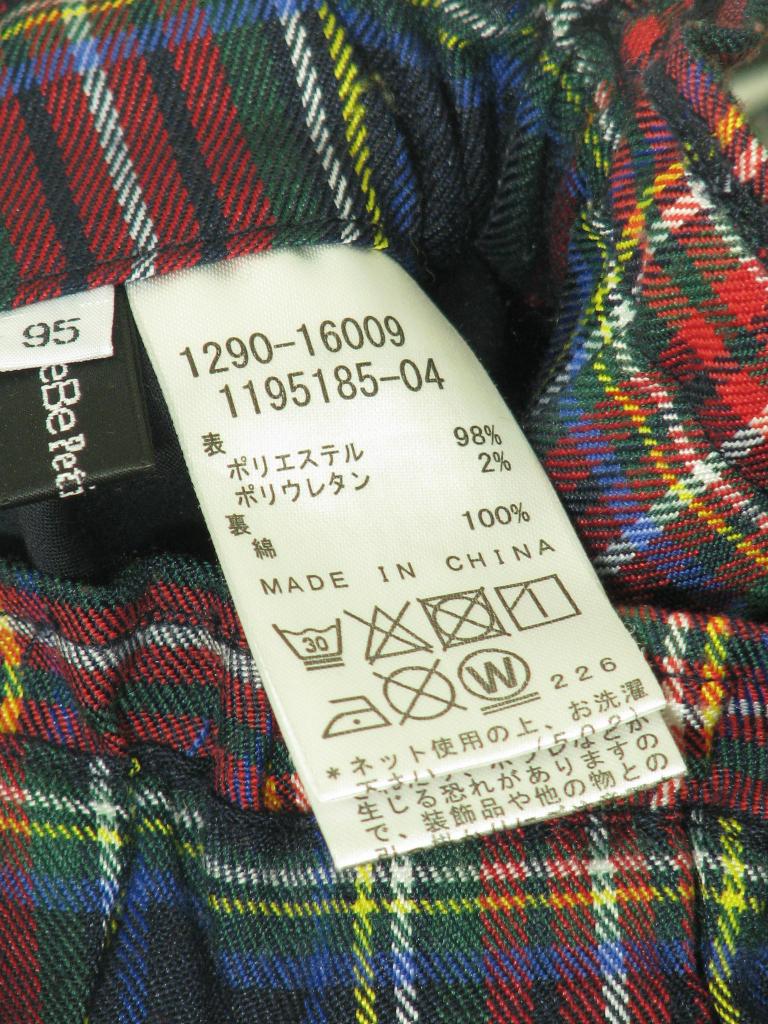 95
eBe Peti
1290-16009
1195185-04
表
ポリエステル 98%
ポリウレタン 2%
裏
綿 100%
MADE IN CHINA
30
W 226
*ネット使用の上、お洗濯
生じる恐れがありますの
で、装飾品や他の物との